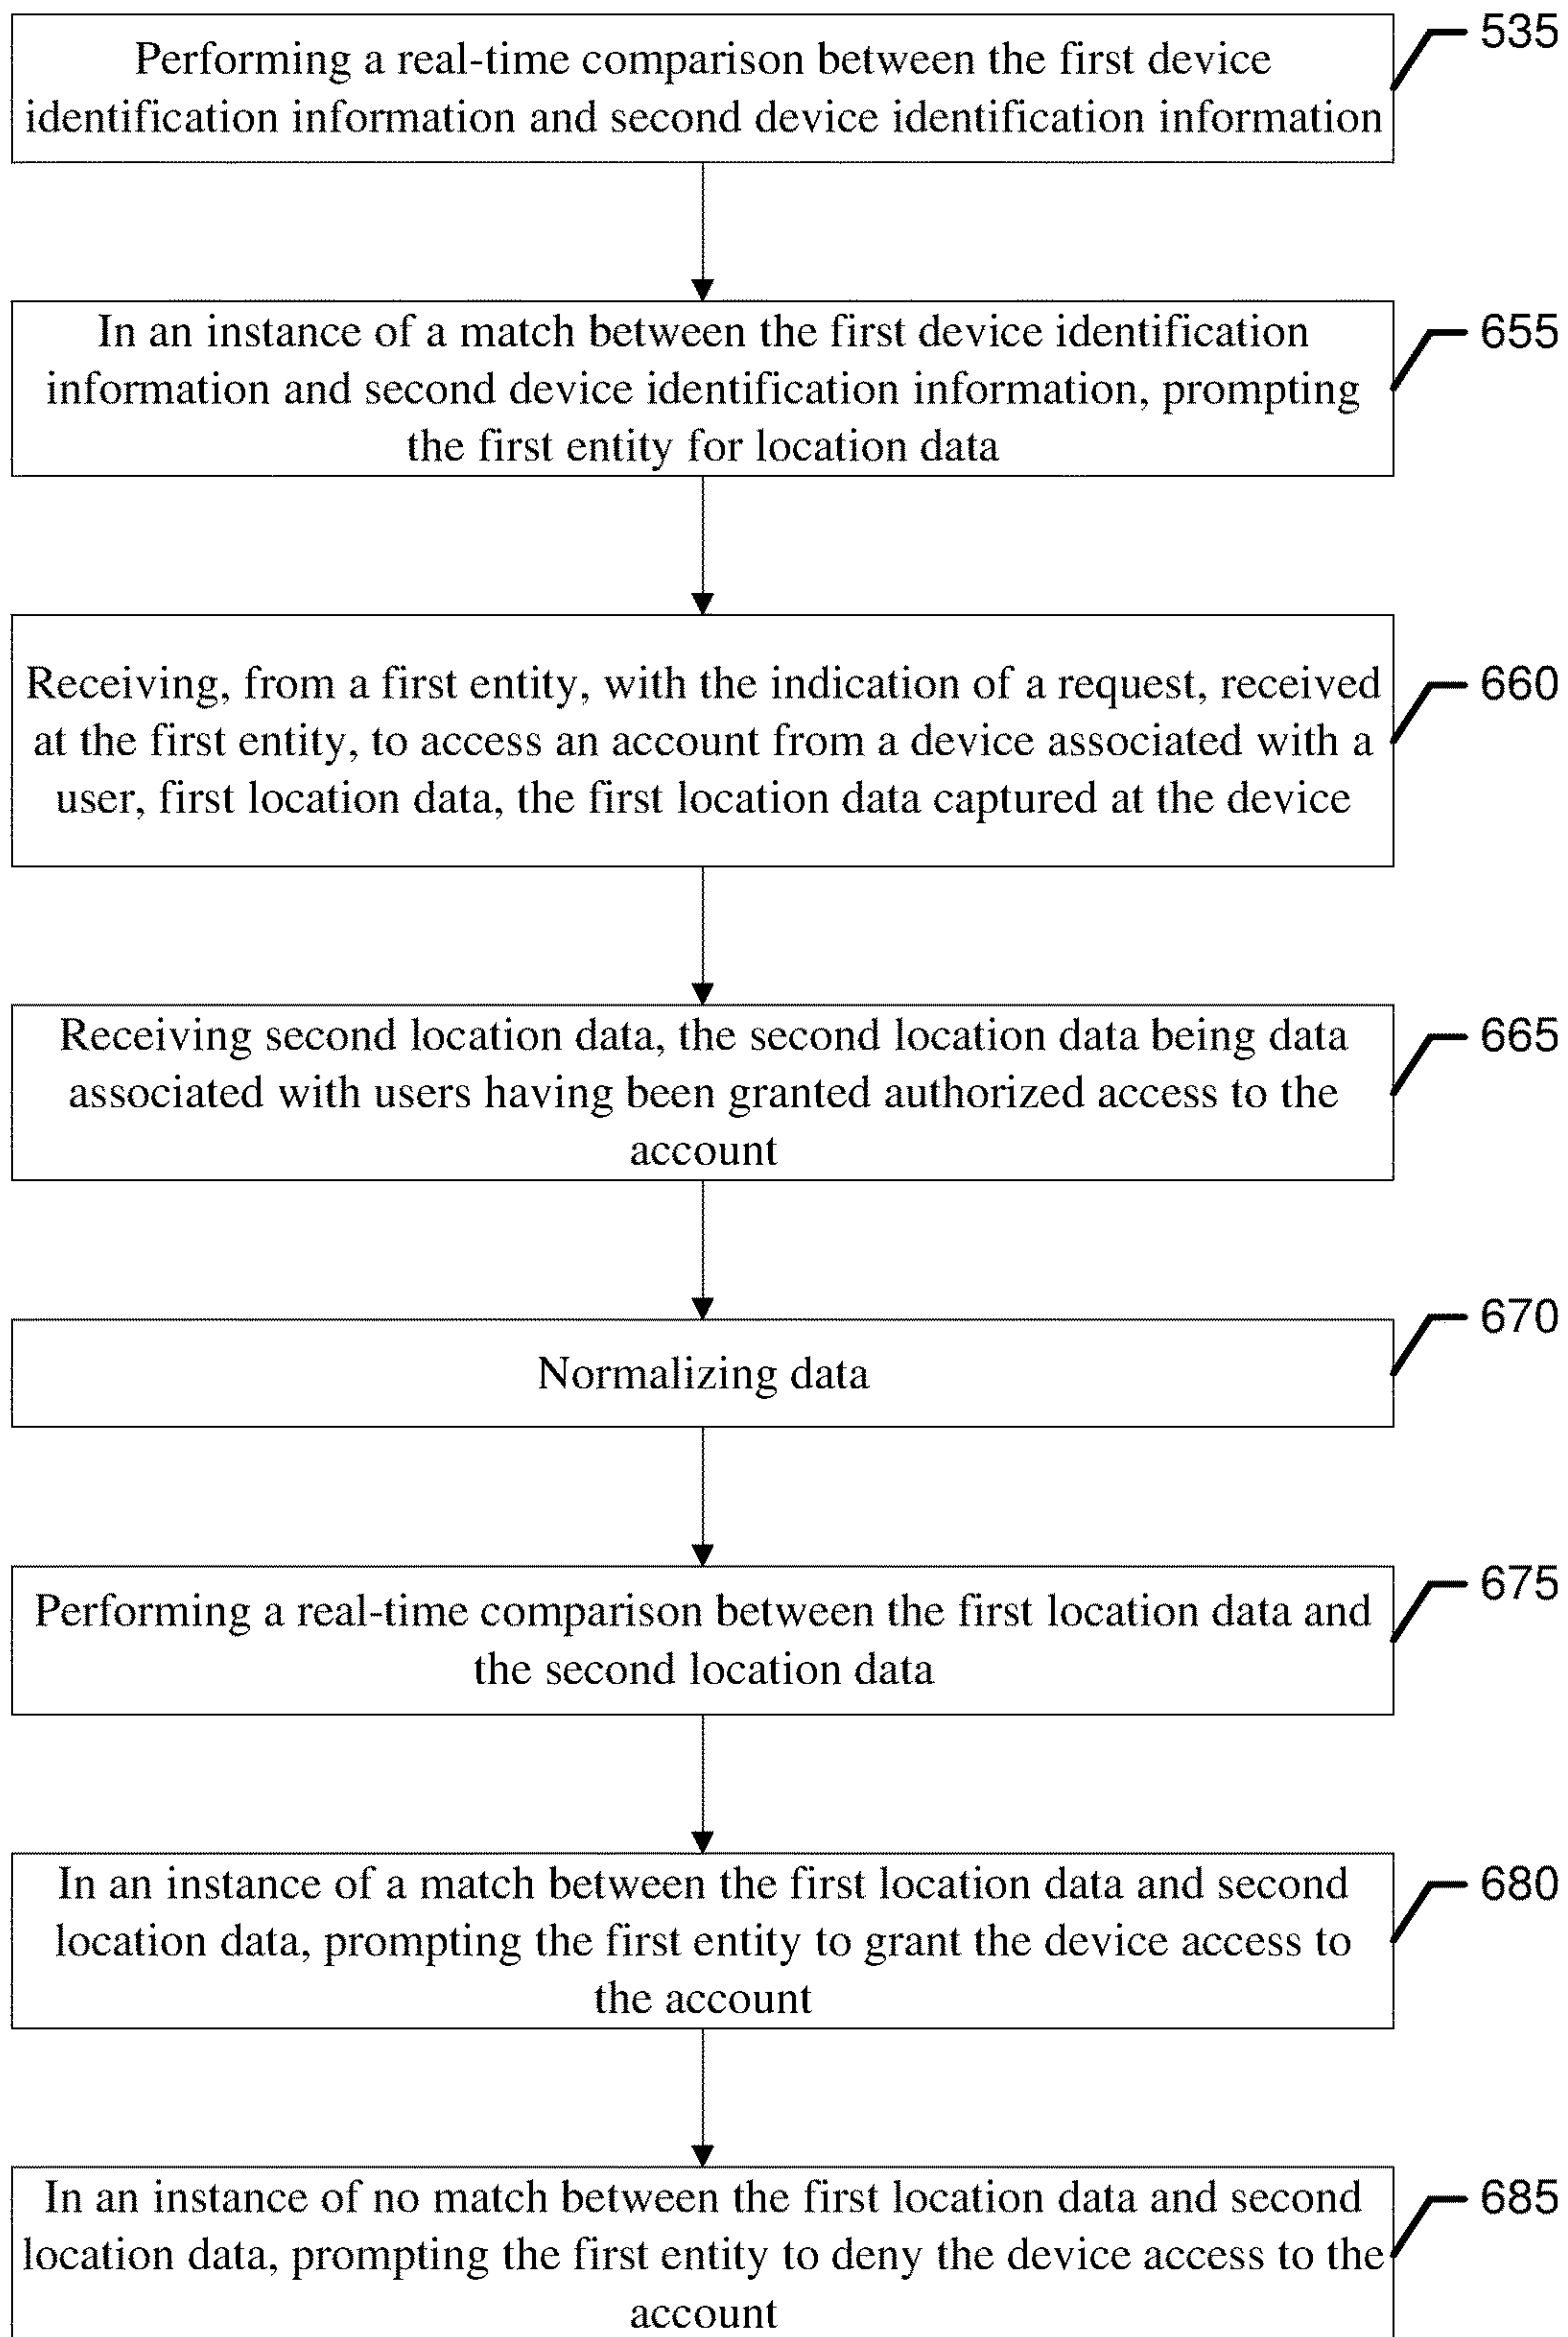 535
Performing a real-time comparison between the first device
identification information and second device identification information
655
In an instance of a match between the first device identification
information and second device identification information, prompting
the first entity for location data
660
Receiving, from a first entity, with the indication of a request, received
at the first entity, to access an account from a device associated with a
user, first location data, the first location data captured at the device
665
Receiving second location data, the second location data being data
associated with users having been granted authorized access to the
account
670
Normalizing data
675
Performing a real-time comparison between the first location data and
the second location data
680
In an instance of a match between the first location data and second
location data, prompting the first entity to grant the device access to
the account
685
In an instance of no match between the first location data and second
location data, prompting the first entity to deny the device access to the
account